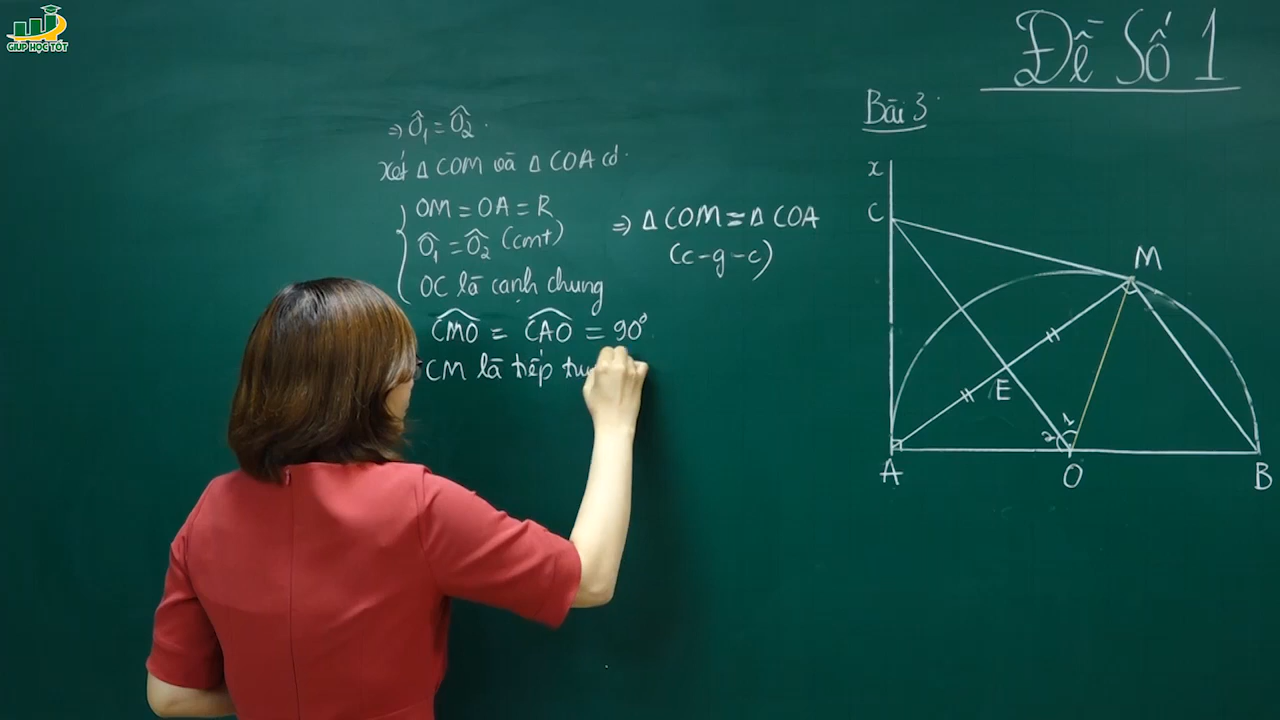 GIÚP HỌC TỐT
Đề Số 1
Bài 3:
⇒ Ô₁ = Ô₂.
Xét Δ COM và Δ COA có:
OM = OA = R
Ô₁ = Ô₂ (cmt)
OC là cạnh chung
⇒ Δ COM = Δ COA
(c-g-c)
CMO = CAO = 90°
CM là tiếp
x
C
M
E
1
2
A
O
B